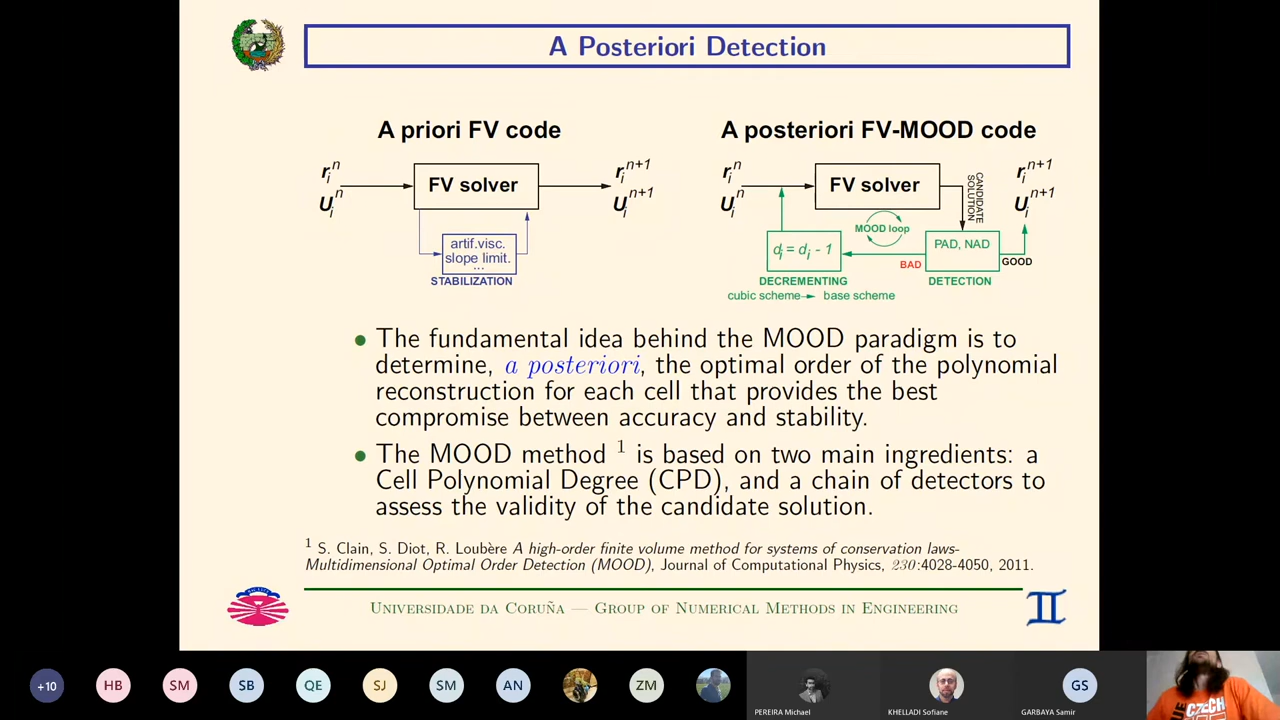 A Posteriori Detection
A priori FV code
r_i^n
U_i^n
FV solver
r_i^{n+1}
U_i^{n+1}
artif.visc.
slope limit.
...
STABILIZATION
A posteriori FV-MOOD code
r_i^n
U_i^n
FV solver
CANDIDATE
SOLUTION
r_i^{n+1}
U_i^{n+1}
MOOD loop
d_i = d_i - 1
PAD, NAD
BAD
GOOD
DECREMENTING
DETECTION
cubic scheme→ base scheme
• The fundamental idea behind the MOOD paradigm is to
determine, a posteriori, the optimal order of the polynomial
reconstruction for each cell that provides the best
compromise between accuracy and stability.
• The MOOD method 1 is based on two main ingredients: a
Cell Polynomial Degree (CPD), and a chain of detectors to
assess the validity of the candidate solution.
1 S. Clain, S. Diot, R. Loubère A high-order finite volume method for systems of conservation laws-
Multidimensional Optimal Order Detection (MOOD), Journal of Computational Physics, 230:4028-4050, 2011.
Universidade da Coruña — Group of Numerical Methods in Engineering
+10
HB
SM
SB
QE
SJ
SM
AN
ZM
PEREIRA Michael
KHELLADI Sofiane
GS
GARBAYA Samir
CZECH